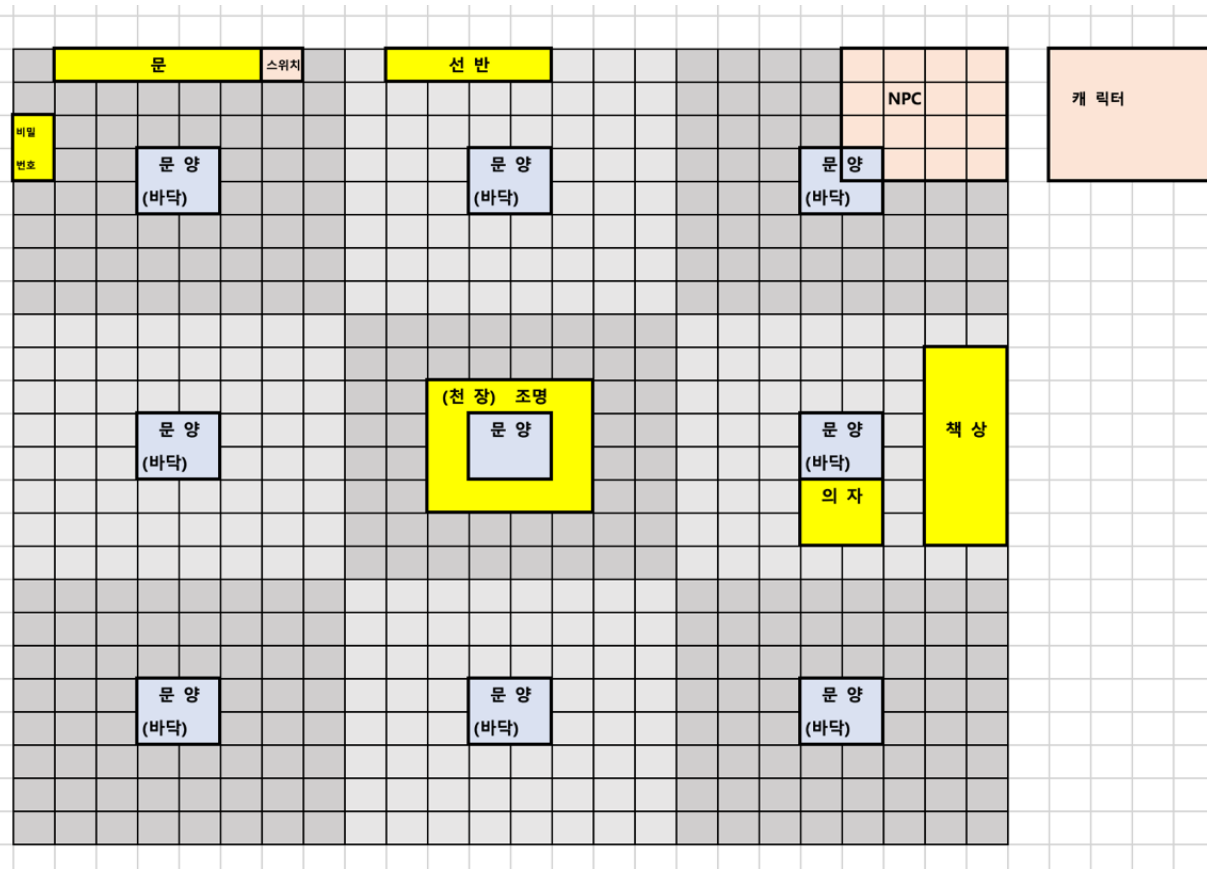 문
스위치
선 반
NPC
캐 릭터
비밀
번호
문 양
(바닥)
문 양
(바닥)
문 양
(바닥)
문 양
(바닥)
(천 장) 조명
문 양
문 양
(바닥)
의 자
책 상
문 양
(바닥)
문 양
(바닥)
문 양
(바닥)